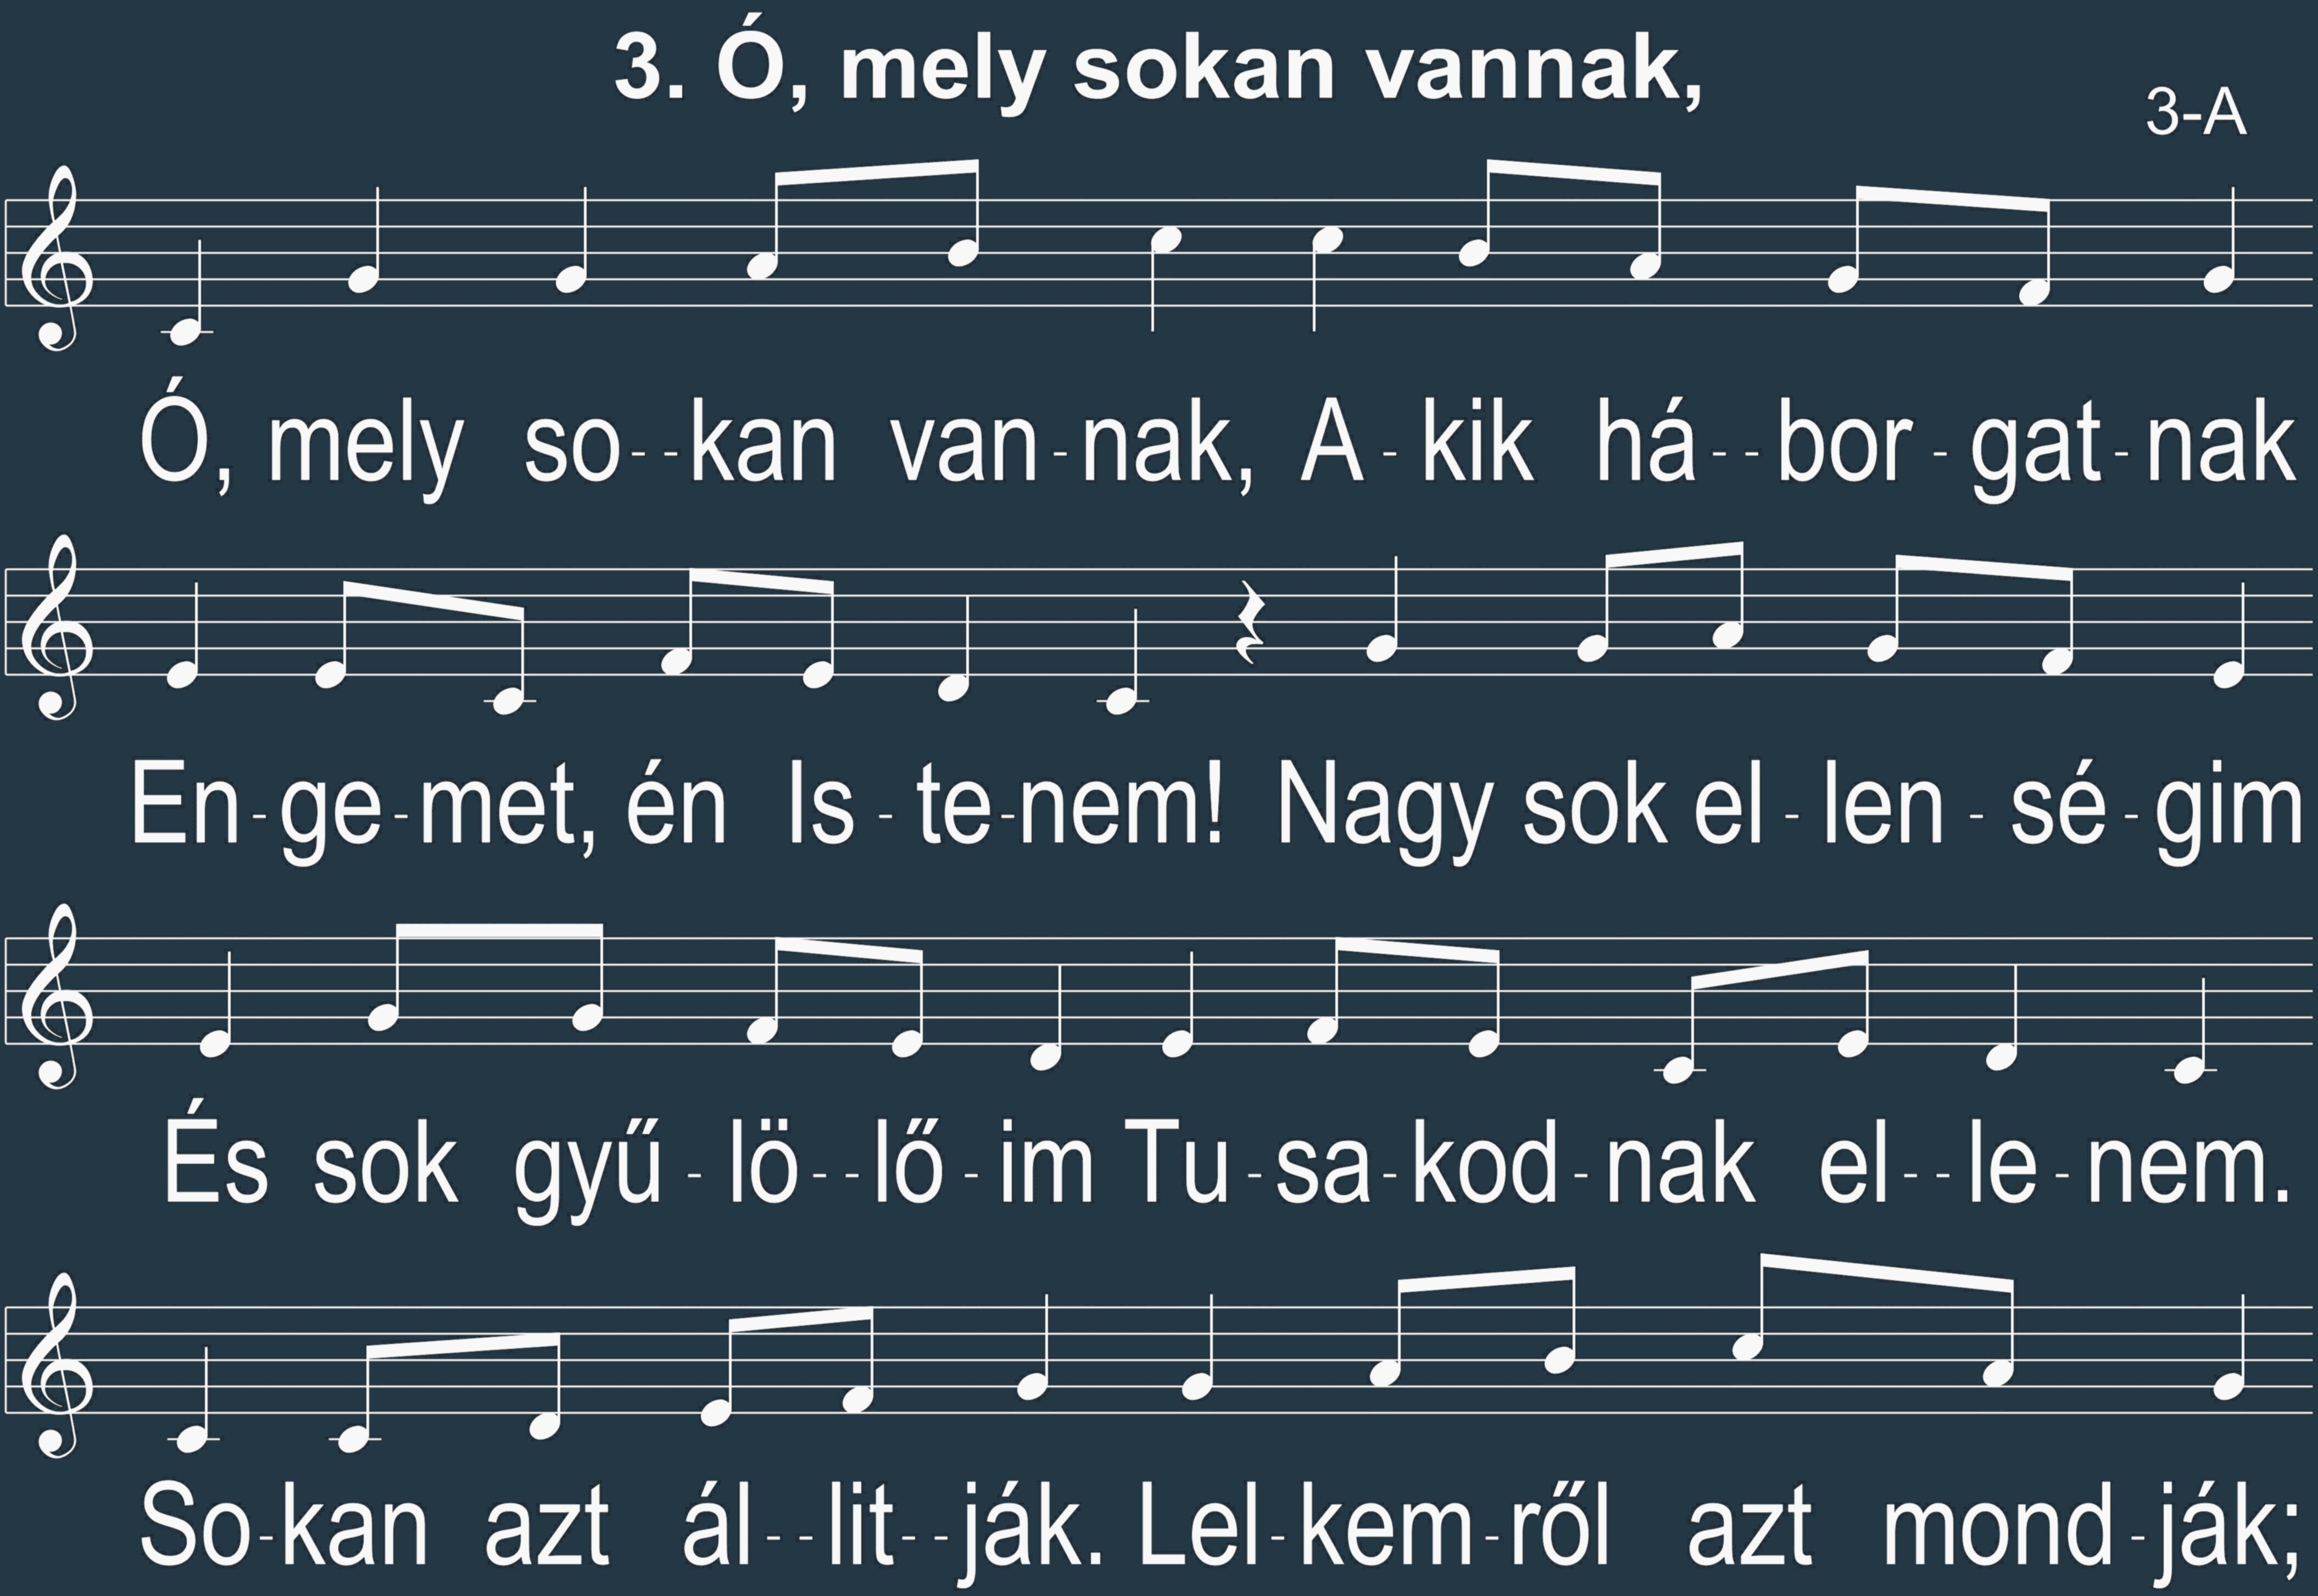 3. Ó, mely sokan vannak,
3-A
Ó, mely so--kan van-nak, A-kik há--bor-gat-nak
En-ge-met, én Is-te-nem! Nagy sok el-len-sé-gim
És sok gyű-lö--lő-im Tu-sa-kod-nak el--le-nem.
So-kan azt ál--lit--ják. Lel-kem-ről azt mond-ják;